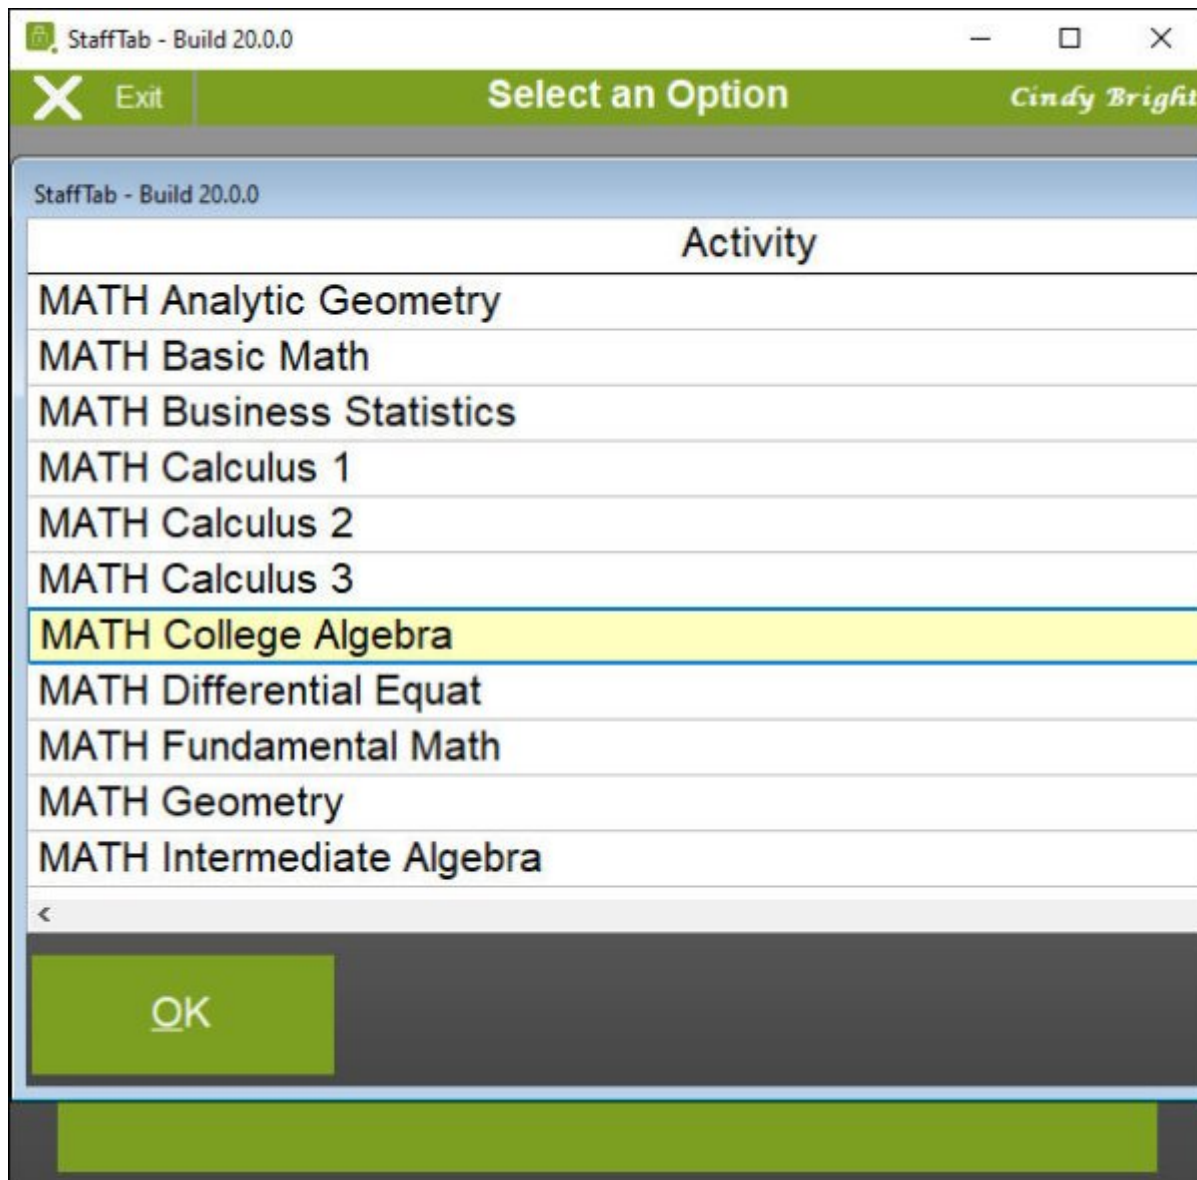 StaffTab - Build 20.0.0
Exit Select an Option Cindy Bright
StaffTab - Build 20.0.0
Activity
MATH Analytic Geometry
MATH Basic Math
MATH Business Statistics
MATH Calculus 1
MATH Calculus 2
MATH Calculus 3
MATH College Algebra
MATH Differential Equat
MATH Fundamental Math
MATH Geometry
MATH Intermediate Algebra
OK